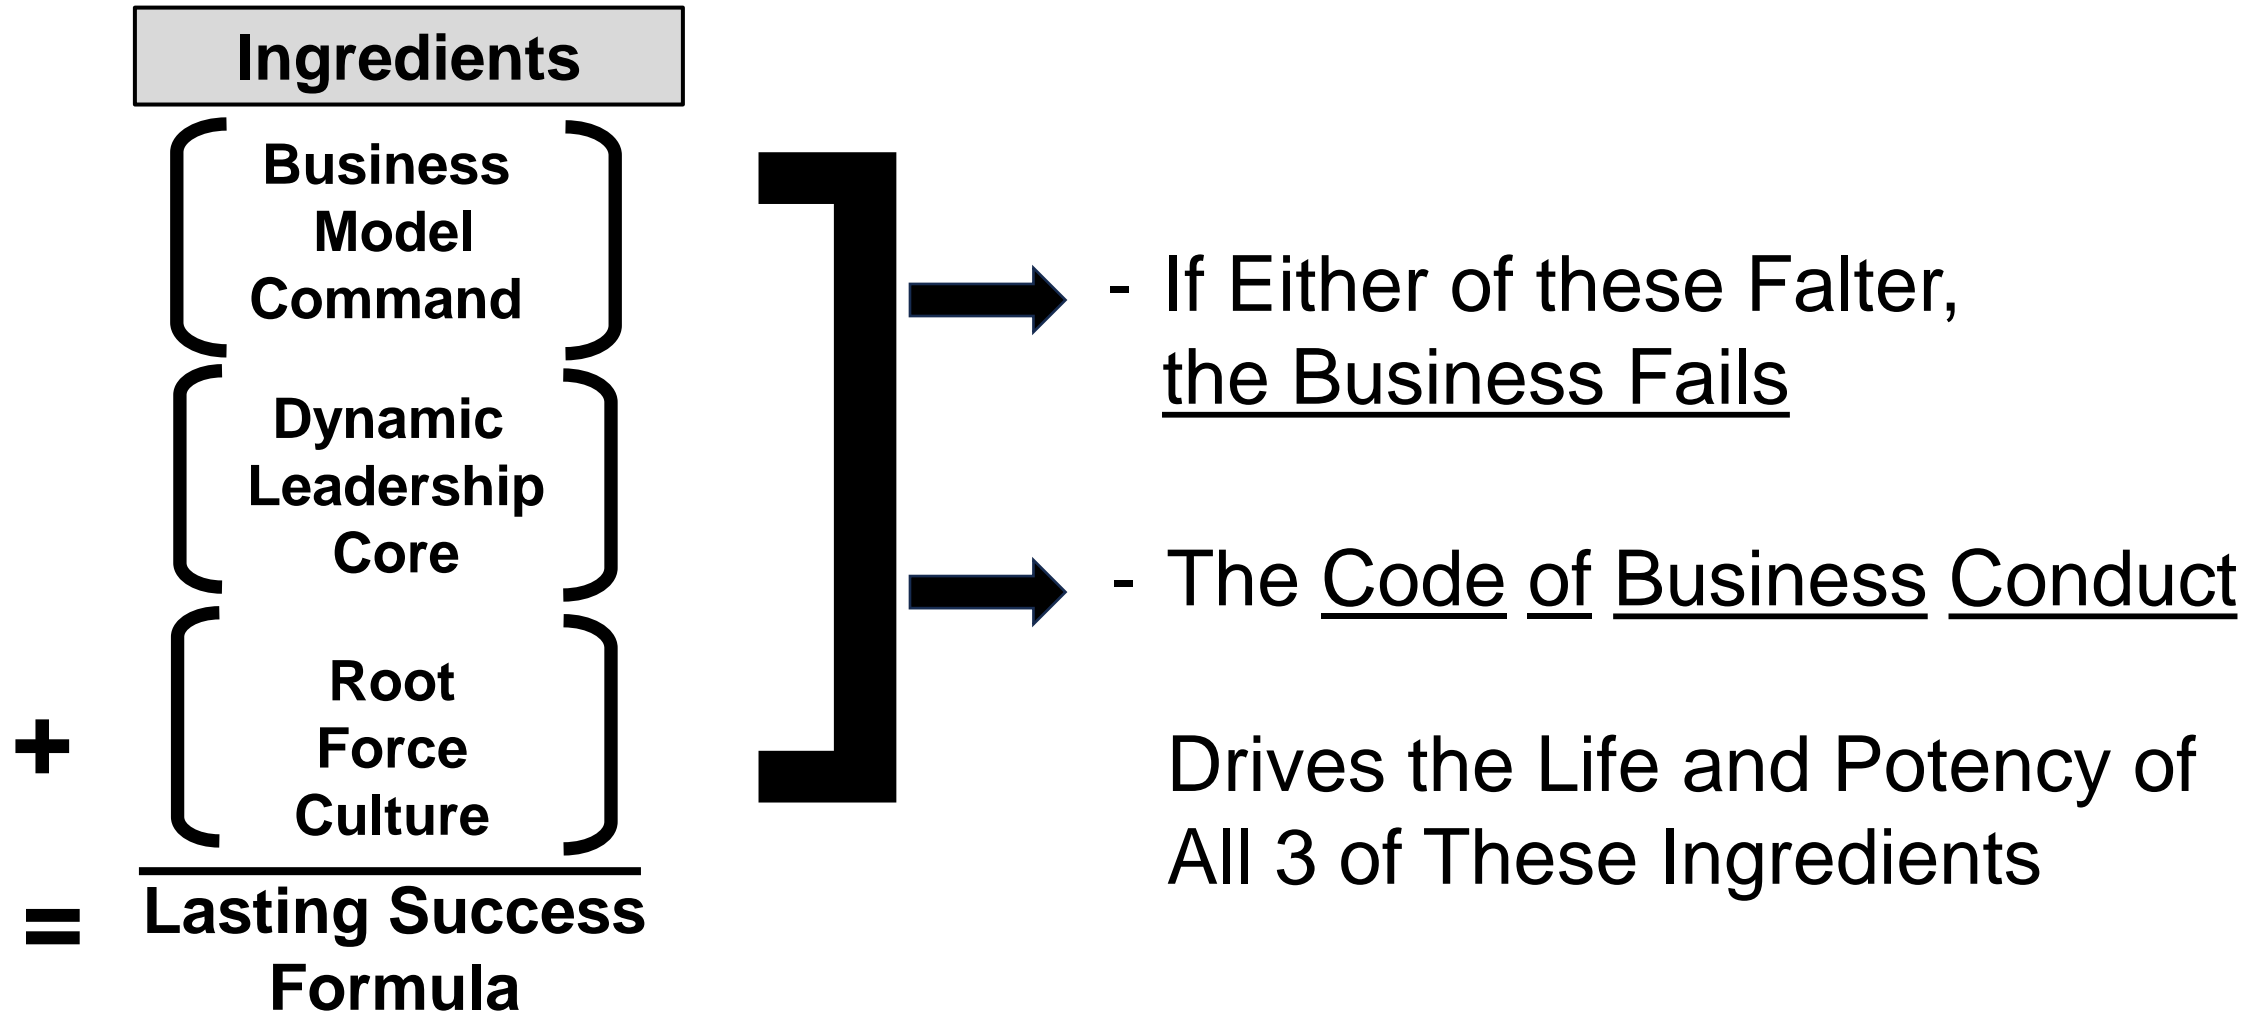 Ingredients
Business
Model
Command
Dynamic
Leadership
Core
+
Root
Force
Culture
=
Lasting Success
Formula
- If Either of these Falter,
the Business Fails
- The Code of Business Conduct
Drives the Life and Potency of
All 3 of These Ingredients